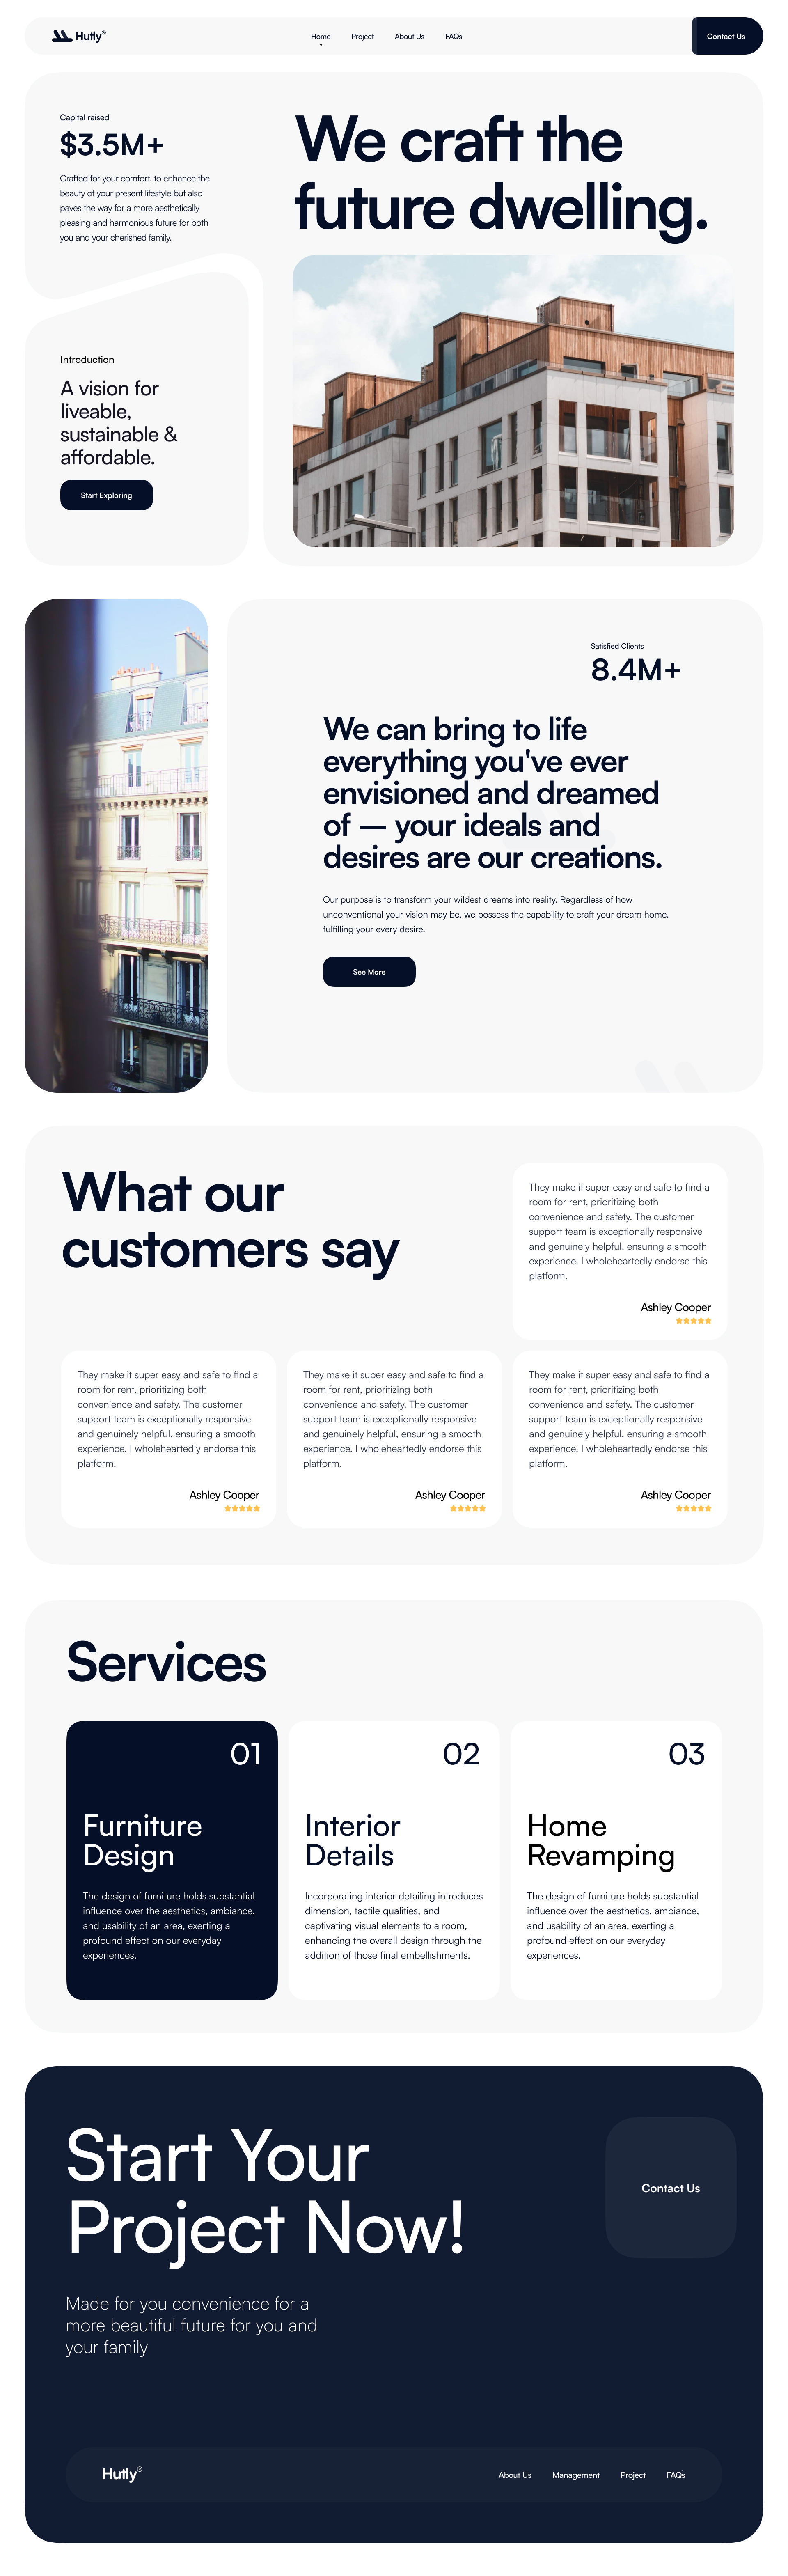 Hutly®
Home
Project
About Us
FAQ's
Contact Us
Capital raised
$3.5M+
Crafted for your comfort, to enhance the
beauty of your present lifestyle but also
paves the way for a more aesthetically
pleasing and harmonious future for both
you and your cherished family.
We craft the
future dwelling.
Introduction
A vision for
liveable,
sustainable &
affordable.
Start Exploring
Satisfied Clients
8.4M+
We can bring to life
everything you've ever
envisioned and dreamed
of — your ideals and
desires are our creations.
Our purpose is to transform your wildest dreams into reality. Regardless of how
unconventional your vision may be, we possess the capability to craft your dream home,
fulfilling your every desire.
See More
What our
customers say
They make it super easy and safe to find a
room for rent, prioritizing both
convenience and safety. The customer
support team is exceptionally responsive
and genuinely helpful, ensuring a smooth
experience. I wholeheartedly endorse this
platform.
Ashley Cooper
They make it super easy and safe to find a
room for rent, prioritizing both
convenience and safety. The customer
support team is exceptionally responsive
and genuinely helpful, ensuring a smooth
experience. I wholeheartedly endorse this
platform.
Ashley Cooper
They make it super easy and safe to find a
room for rent, prioritizing both
convenience and safety. The customer
support team is exceptionally responsive
and genuinely helpful, ensuring a smooth
experience. I wholeheartedly endorse this
platform.
Ashley Cooper
They make it super easy and safe to find a
room for rent, prioritizing both
convenience and safety. The customer
support team is exceptionally responsive
and genuinely helpful, ensuring a smooth
experience. I wholeheartedly endorse this
platform.
Ashley Cooper
Services
01
Furniture
Design
The design of furniture holds substantial
influence over the aesthetics, ambiance,
and usability of an area, exerting a
profound effect on our everyday
experiences.
02
Interior
Details
Incorporating interior detailing introduces
dimension, tactile qualities, and
captivating visual elements to a room,
enhancing the overall design through the
addition of those final embellishments.
03
Home
Revamping
The design of furniture holds substantial
influence over the aesthetics, ambiance,
and usability of an area, exerting a
profound effect on our everyday
experiences.
Start Your
Project Now!
Contact Us
Made for you convenience for a
more beautiful future for you and
your family
Hutly®
About Us
Management
Project
FAQ's